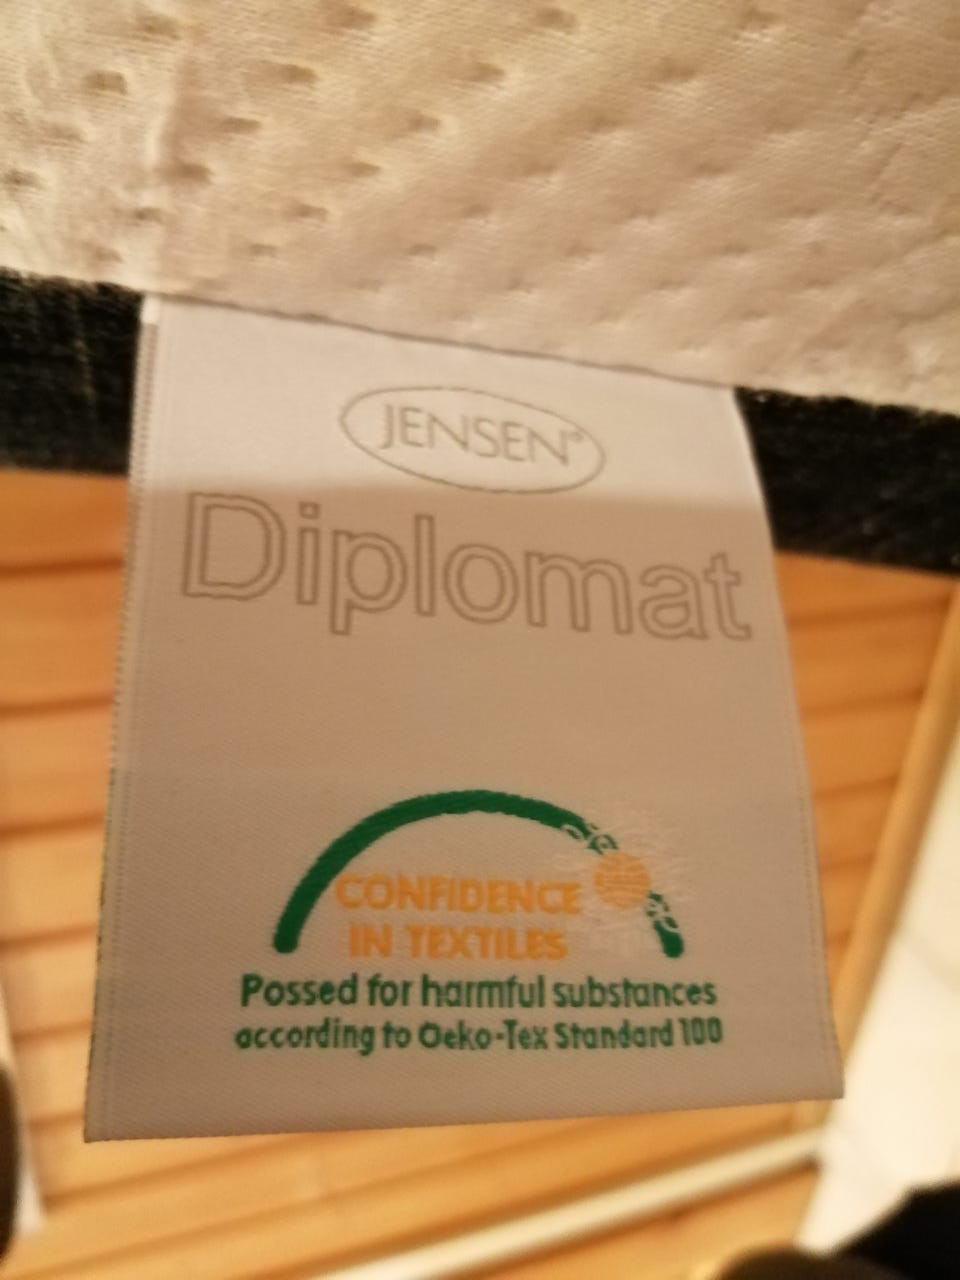 JENSEN®
Diplomat
CONFIDENCE
IN TEXTILES
Possed for harmful substances
according to Oeko-Tex Standard 100